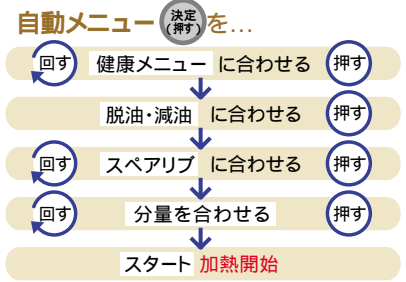 自動メニュー 決定(押す) を…
回す 健康メニュー に合わせる 押す
脱油・減油 に合わせる 押す
回す スペアリブ に合わせる 押す
回す 分量を合わせる 押す
スタート 加熱開始